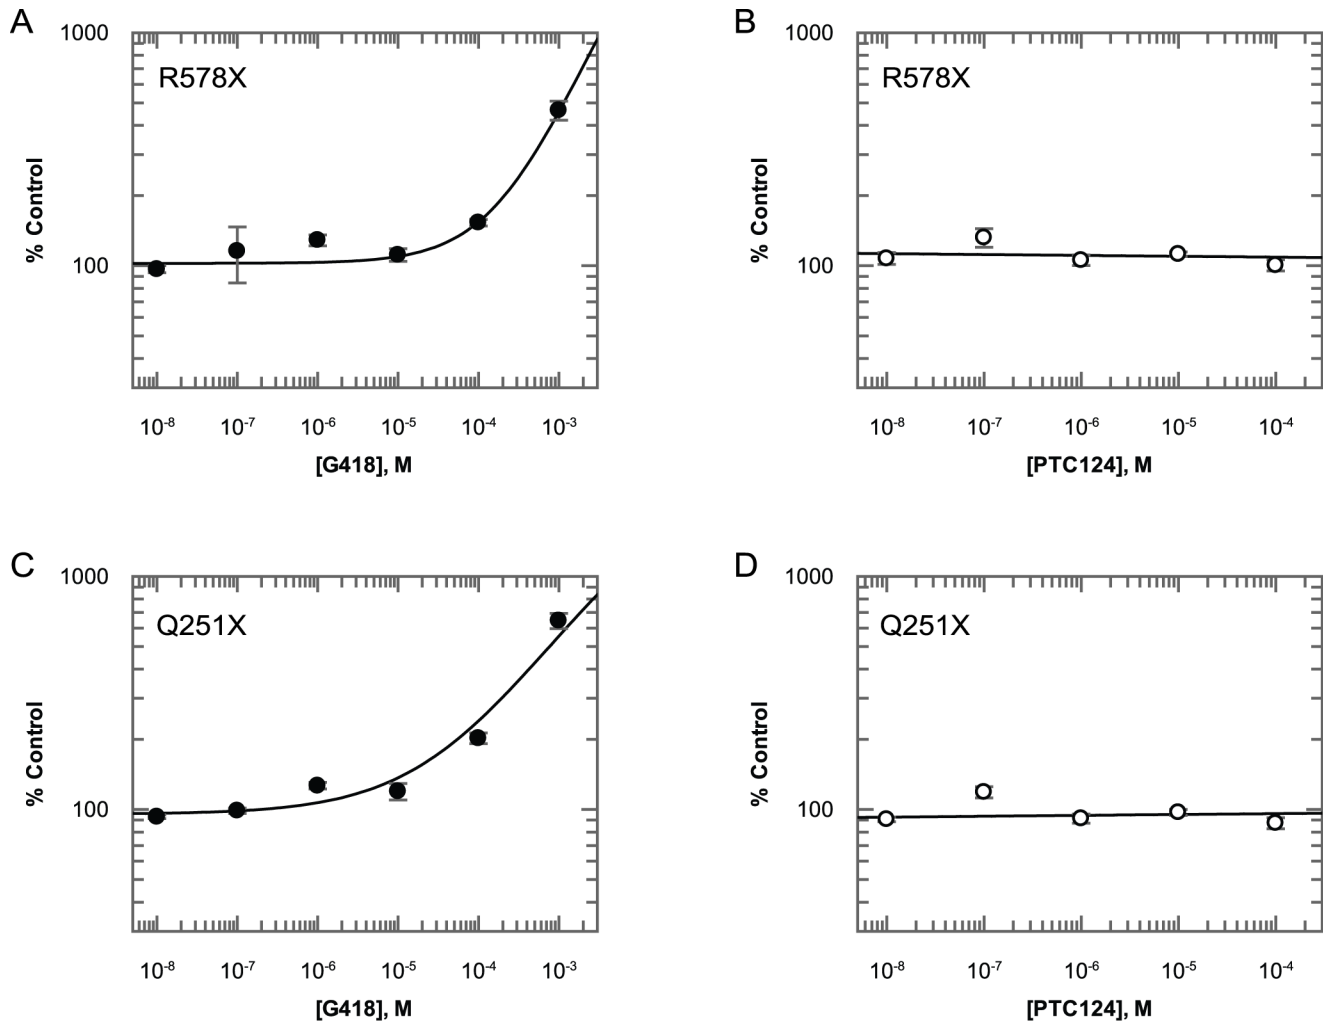 A
B
1000
1000
R578X
R578X
% Control
% Control
100
100
10-8 10-7 10-6 10-5 10-4 10-3
10-8 10-7 10-6 10-5 10-4
[G418], M
[PTC124], M
C
D
1000
1000
Q251X
Q251X
% Control
% Control
100
100
10-8 10-7 10-6 10-5 10-4 10-3
10-8 10-7 10-6 10-5 10-4
[G418], M
[PTC124], M